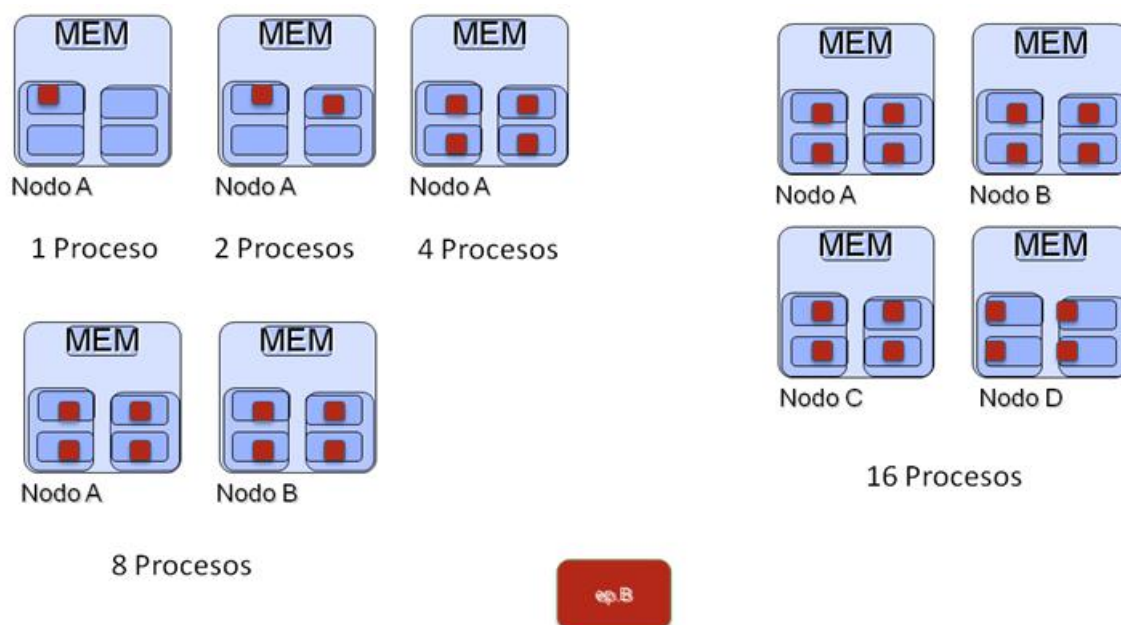 MEM MEM MEM
Nodo A Nodo A Nodo A
1 Proceso 2 Procesos 4 Procesos
MEM MEM
Nodo A Nodo B
8 Procesos
MEM MEM
Nodo A Nodo B
MEM MEM
Nodo C Nodo D
16 Procesos
ep.B